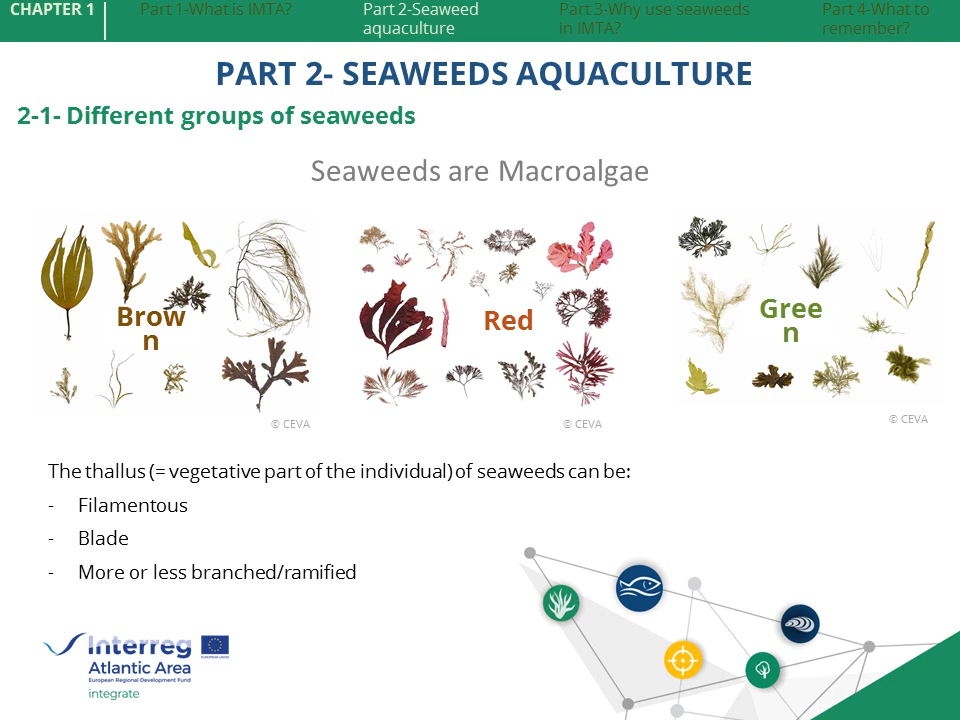 CHAPTER 1
Part 1-What is IMTA?
Part 2-Seaweed
aquaculture
Part 3-Why use seaweeds
in IMTA?
Part 4-What to
remember?
PART 2- SEAWEEDS AQUACULTURE
2-1- Different groups of seaweeds
Seaweeds are Macroalgae
Brow
n
Red
Gree
n
© CEVA
© CEVA
© CEVA
The thallus (= vegetative part of the individual) of seaweeds can be:
- Filamentous
- Blade
- More or less branched/ramified
Interreg
EUROPEAN UNION
Atlantic Area
European Regional Development Fund
integrate